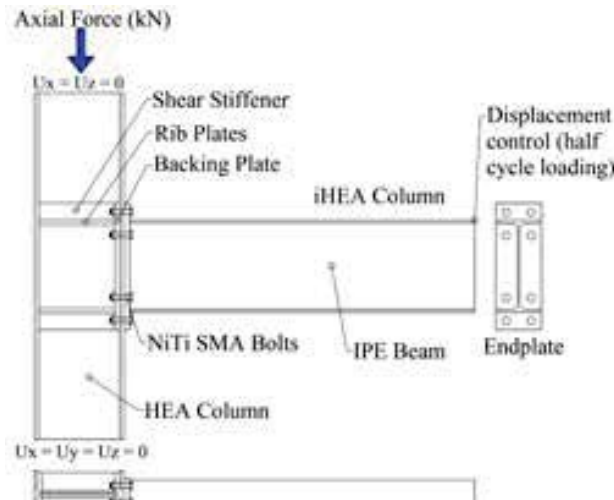 Axial Force (kN)
Ux = Uz = 0
Shear Stiffener
Rib Plates
Backing Plate
Displacement
control (half
cycle loading)
iHEA Column
NiTi SMA Bolts
IPE Beam
Endplate
HEA Column
Ux = Uy = Uz = 0